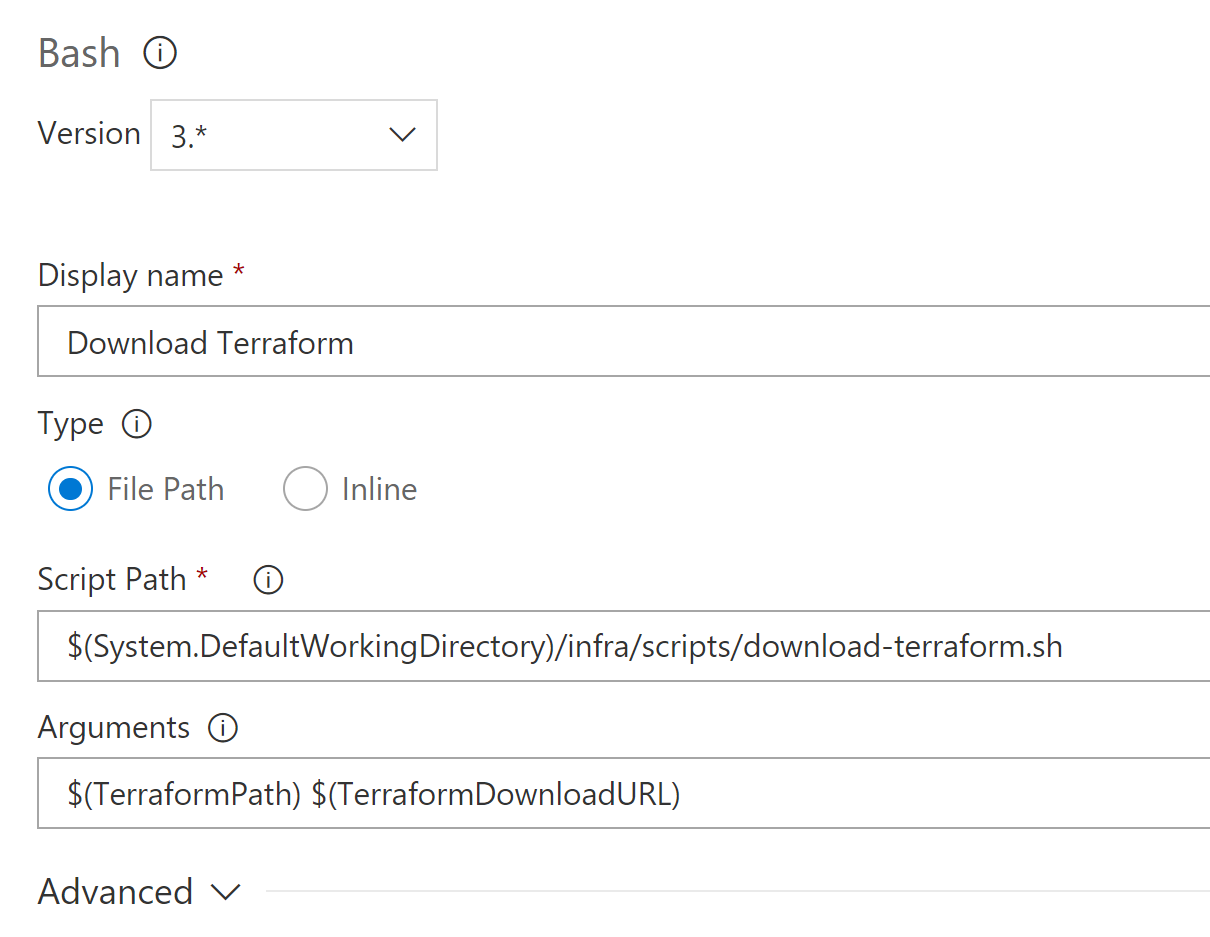 Bash
Version 3.*
Display name *
Download Terraform
Type
File Path Inline
Script Path *
$(System.DefaultWorkingDirectory)/infra/scripts/download-terraform.sh
Arguments
$(TerraformPath) $(TerraformDownloadURL)
Advanced